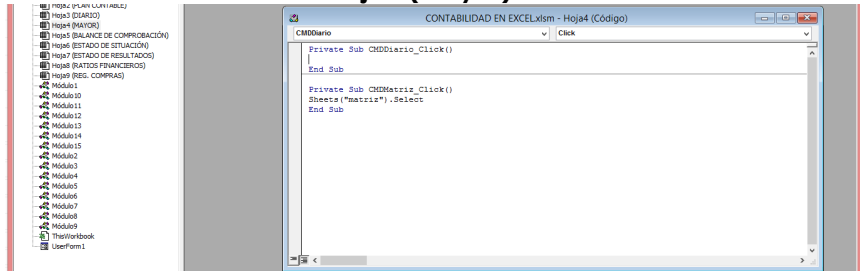 Hoja2 (PLAN CONTABLE)
Hoja3 (DIARIO)
Hoja4 (MAYOR)
Hoja5 (BALANCE DE COMPROBACIÓN)
Hoja6 (ESTADO DE SITUACIÓN)
Hoja7 (ESTADO DE RESULTADOS)
Hoja8 (RATIOS FINANCIEROS)
Hoja9 (REG. COMPRAS)
Módulo1
Módulo10
Módulo11
Módulo12
Módulo13
Módulo14
Módulo15
Módulo2
Módulo3
Módulo4
Módulo5
Módulo6
Módulo7
Módulo8
Módulo9
ThisWorkbook
UserForm1
CONTABILIDAD EN EXCEL.xlsm - Hoja4 (Código)
CMDDiario
Click
Private Sub CMDDiario_Click()
End Sub
Private Sub CMDMatriz_Click()
Sheets("matriz").Select
End Sub